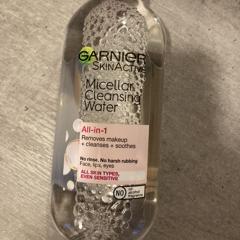 GARNIER
SKINACTIVE
Micellar
Cleansing
Water
All-in-1
Removes makeup
+ cleanses + soothes
No rinse. No harsh rubbing
Face, lips, eyes
ALL SKIN TYPES,
EVEN SENSITIVE
NO